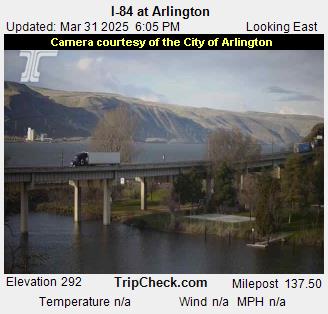 I-84 at Arlington
Updated: Mar 31 2025 6:05 PM Looking East
Camera courtesy of the City of Arlington
Elevation 292 TripCheck.com Milepost 137.50
Temperature n/a Wind n/a MPH n/a